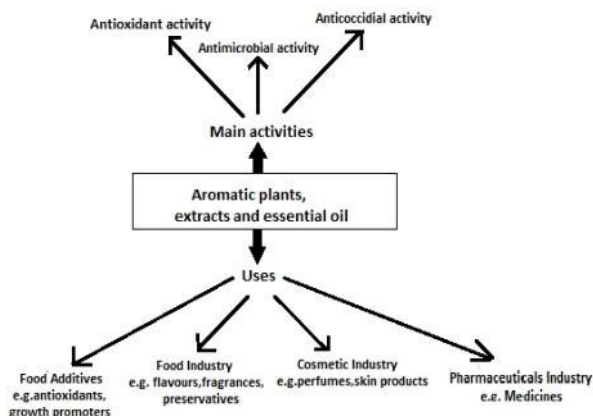 Antioxidant activity
Anticoccidial activity
Antimicrobial activity
Main activities
Aromatic plants,
extracts and essential oil
Uses
Food Additives
e.g.antioxidants,
growth promoters
Food Industry
e.g. flavours,fragrances,
preservatives
Cosmetic Industry
e.g.perfumes,skin products
Pharmaceuticals Industry
e.g. Medicines